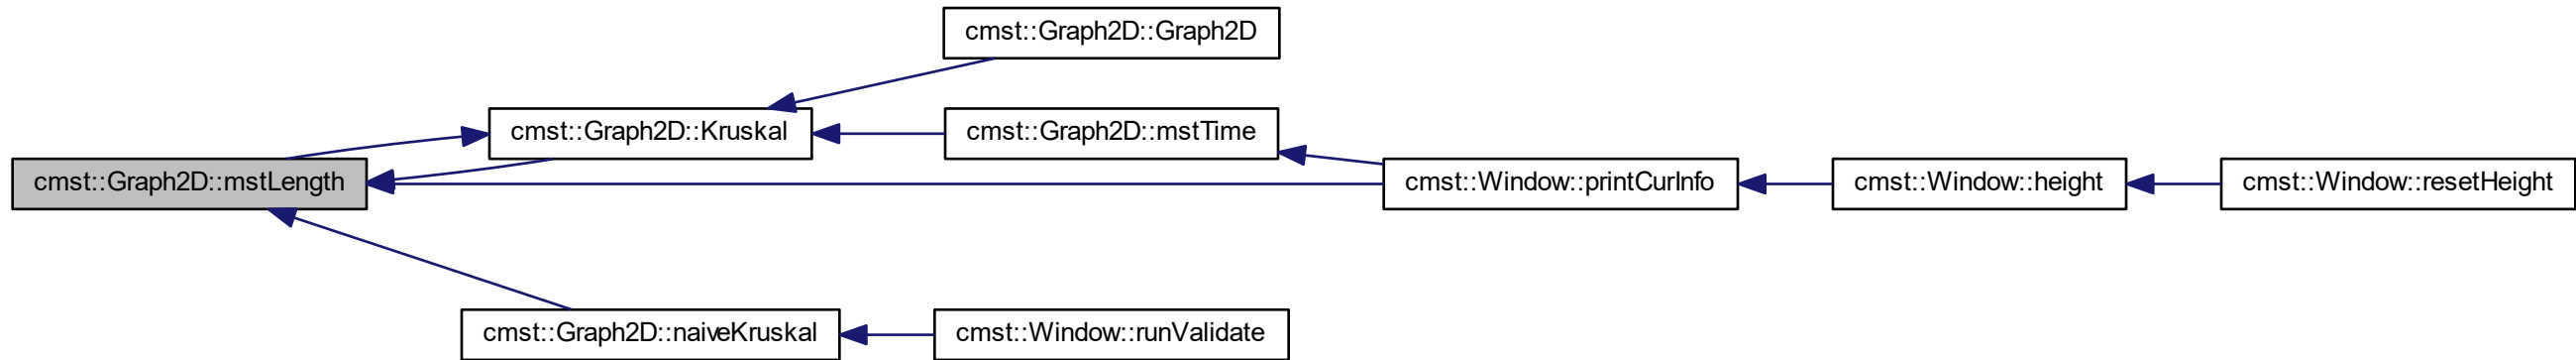 cmst::Graph2D::Graph2D
cmst::Graph2D::Kruskal
cmst::Graph2D::mstTime
cmst::Graph2D::mstLength
cmst::Window::printCurInfo
cmst::Window::height
cmst::Window::resetHeight
cmst::Graph2D::naiveKruskal
cmst::Window::runValidate